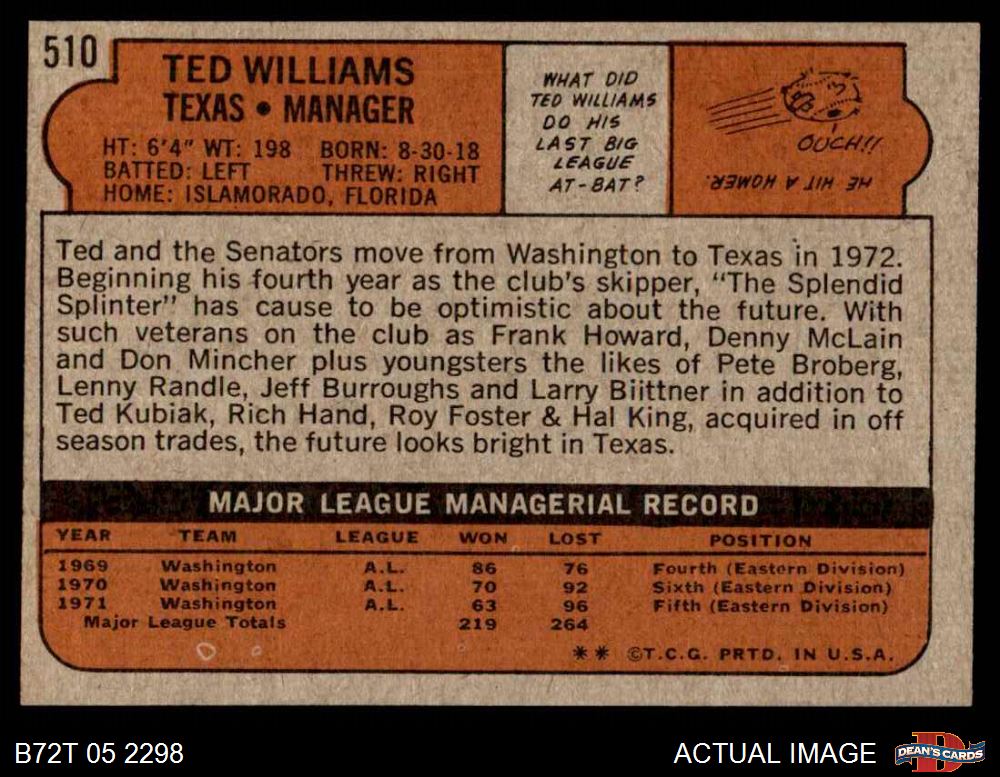 510
TED WILLIAMS
TEXAS • MANAGER
HT: 6'4" WT: 198 BORN: 8-30-18
BATTED: LEFT THREW: RIGHT
HOME: ISLAMORADO, FLORIDA
WHAT DID
TED WILLIAMS
DO HIS
LAST BIG
LEAGUE
AT-BAT?
OUCH!!
HE HIT A HOMER.
Ted and the Senators move from Washington to Texas in 1972.
Beginning his fourth year as the club's skipper, "The Splendid
Splinter" has cause to be optimistic about the future. With
such veterans on the club as Frank Howard, Denny McLain
and Don Mincher plus youngsters the likes of Pete Broberg,
Lenny Randle, Jeff Burroughs and Larry Biittner in addition to
Ted Kubiak, Rich Hand, Roy Foster & Hal King, acquired in off
season trades, the future looks bright in Texas.
MAJOR LEAGUE MANAGERIAL RECORD
YEAR TEAM LEAGUE WON LOST POSITION
1969 Washington A.L. 86 76 Fourth (Eastern Division)
1970 Washington A.L. 70 92 Sixth (Eastern Division)
1971 Washington A.L. 63 96 Fifth (Eastern Division)
Major League Totals 219 264
** ©T.C.G. PRTD. IN U.S.A.
B72T 05 2298 ACTUAL IMAGE DEAN'S CARDS